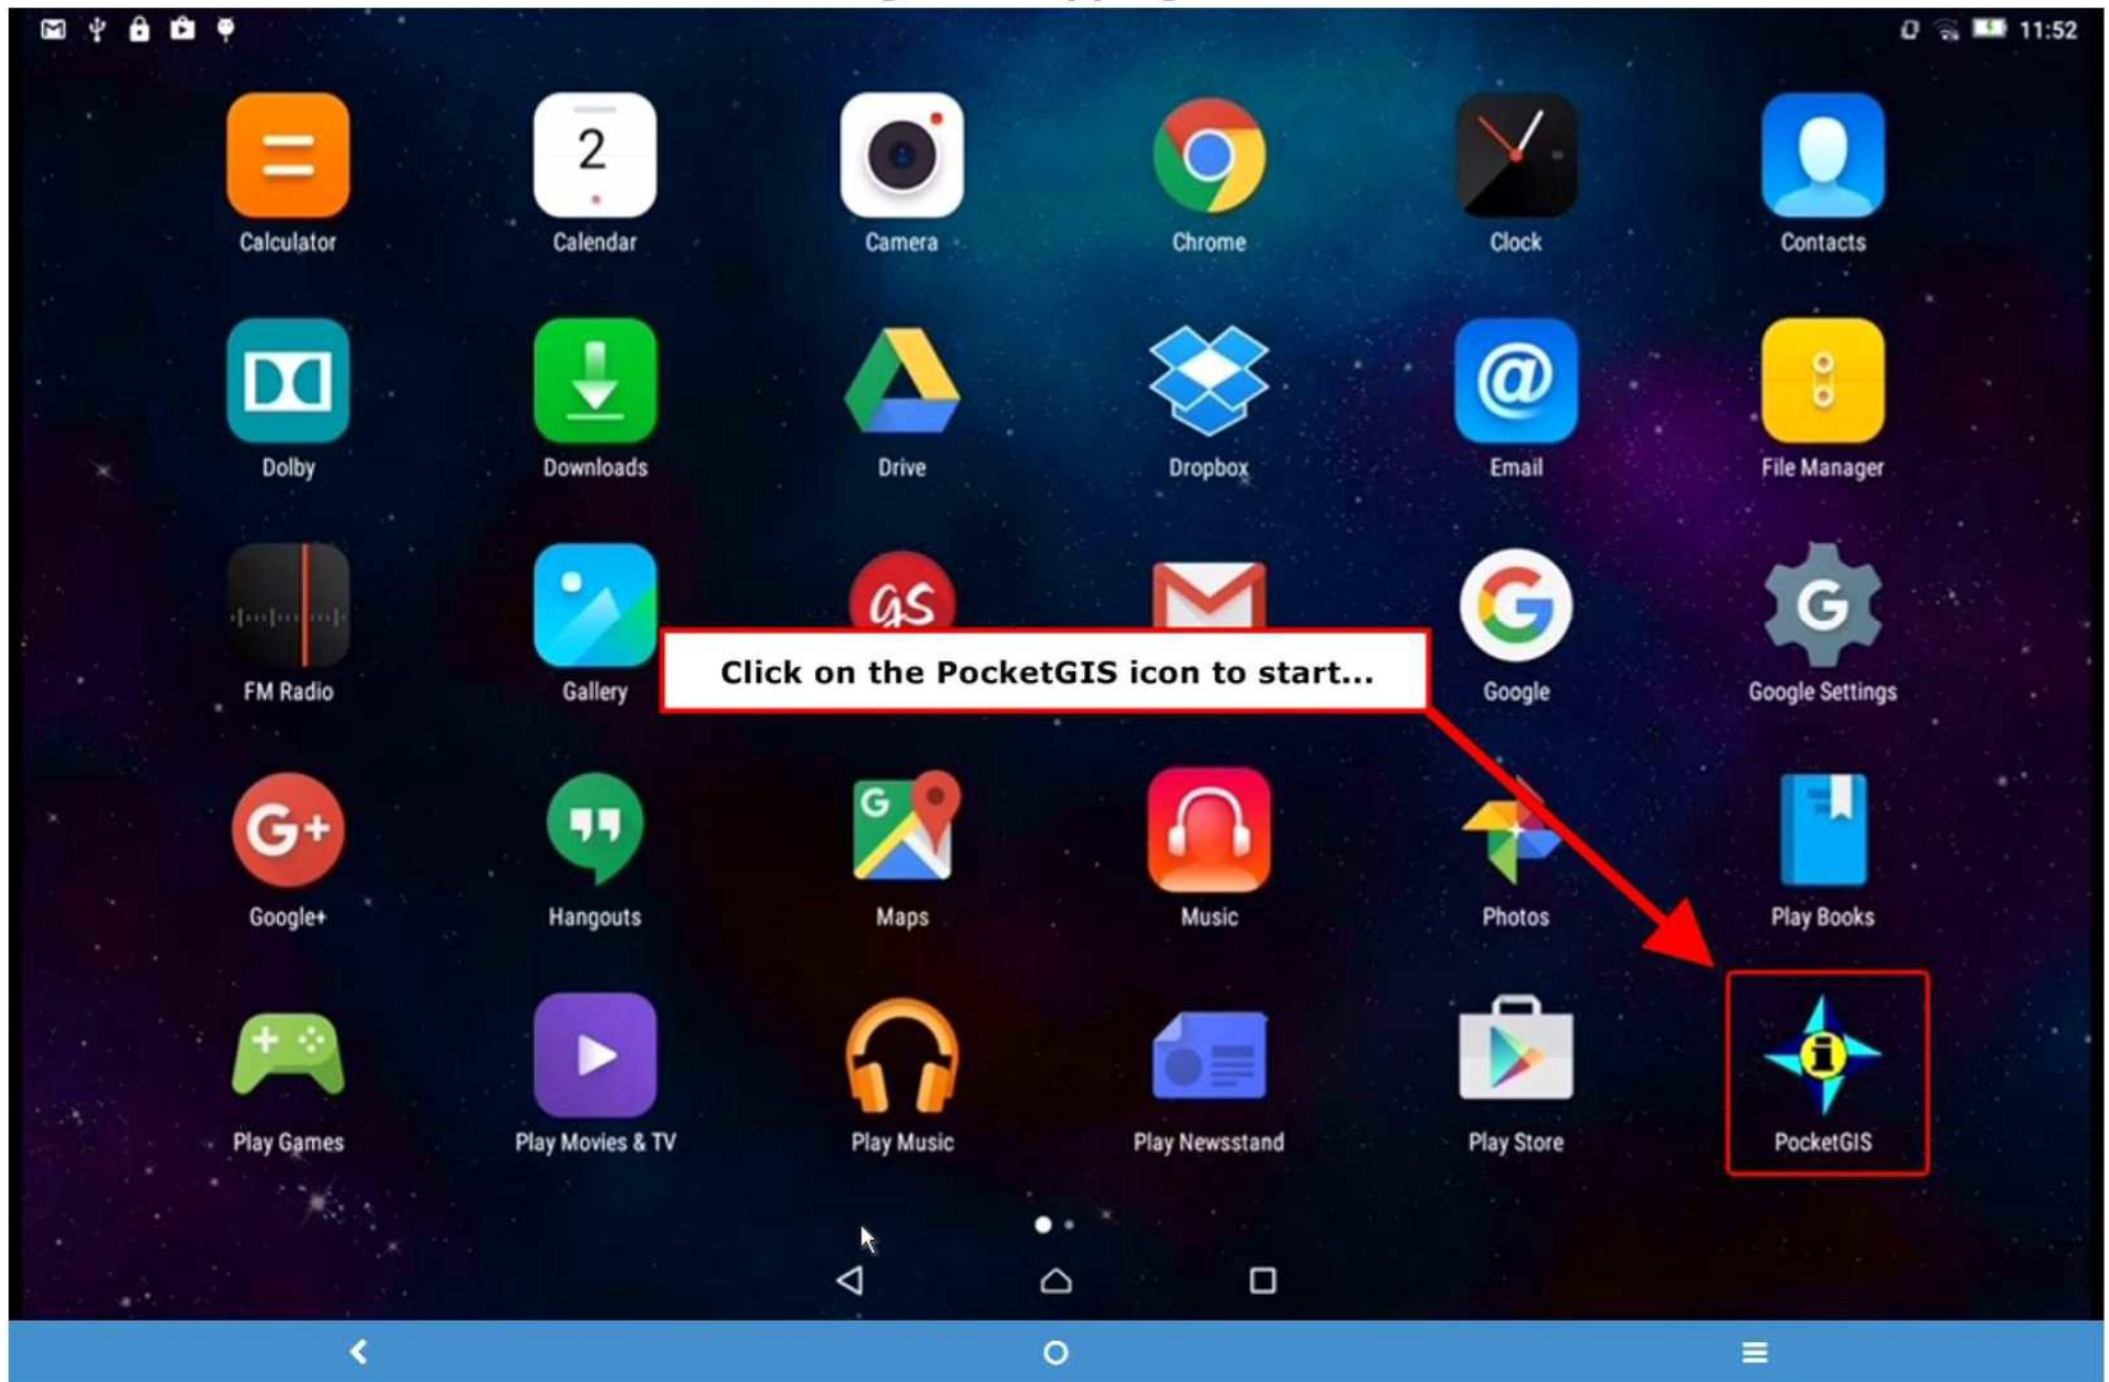 11:52
2
Calculator
Calendar
Camera
Chrome
Clock
Contacts
Dolby
Downloads
Drive
Dropbox
Email
File Manager
GS
G
G
FM Radio
Gallery
Click on the PocketGIS icon to start...
Google
Google Settings
G+
G
Google+
Hangouts
Maps
Music
Photos
Play Books
i
Play Games
Play Movies & TV
Play Music
Play Newsstand
Play Store
PocketGIS